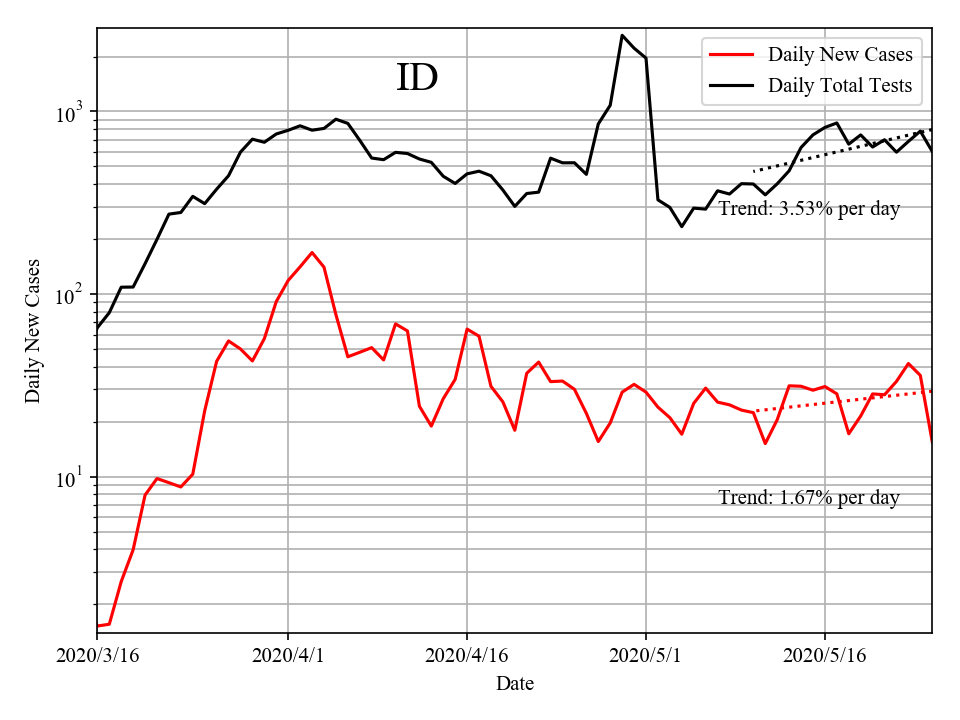 ID
Daily New Cases
Daily Total Tests
10^3
10^2
10^1
Daily New Cases
Trend: 3.53% per day
Trend: 1.67% per day
2020/3/16 2020/4/1 2020/4/16 2020/5/1 2020/5/16
Date